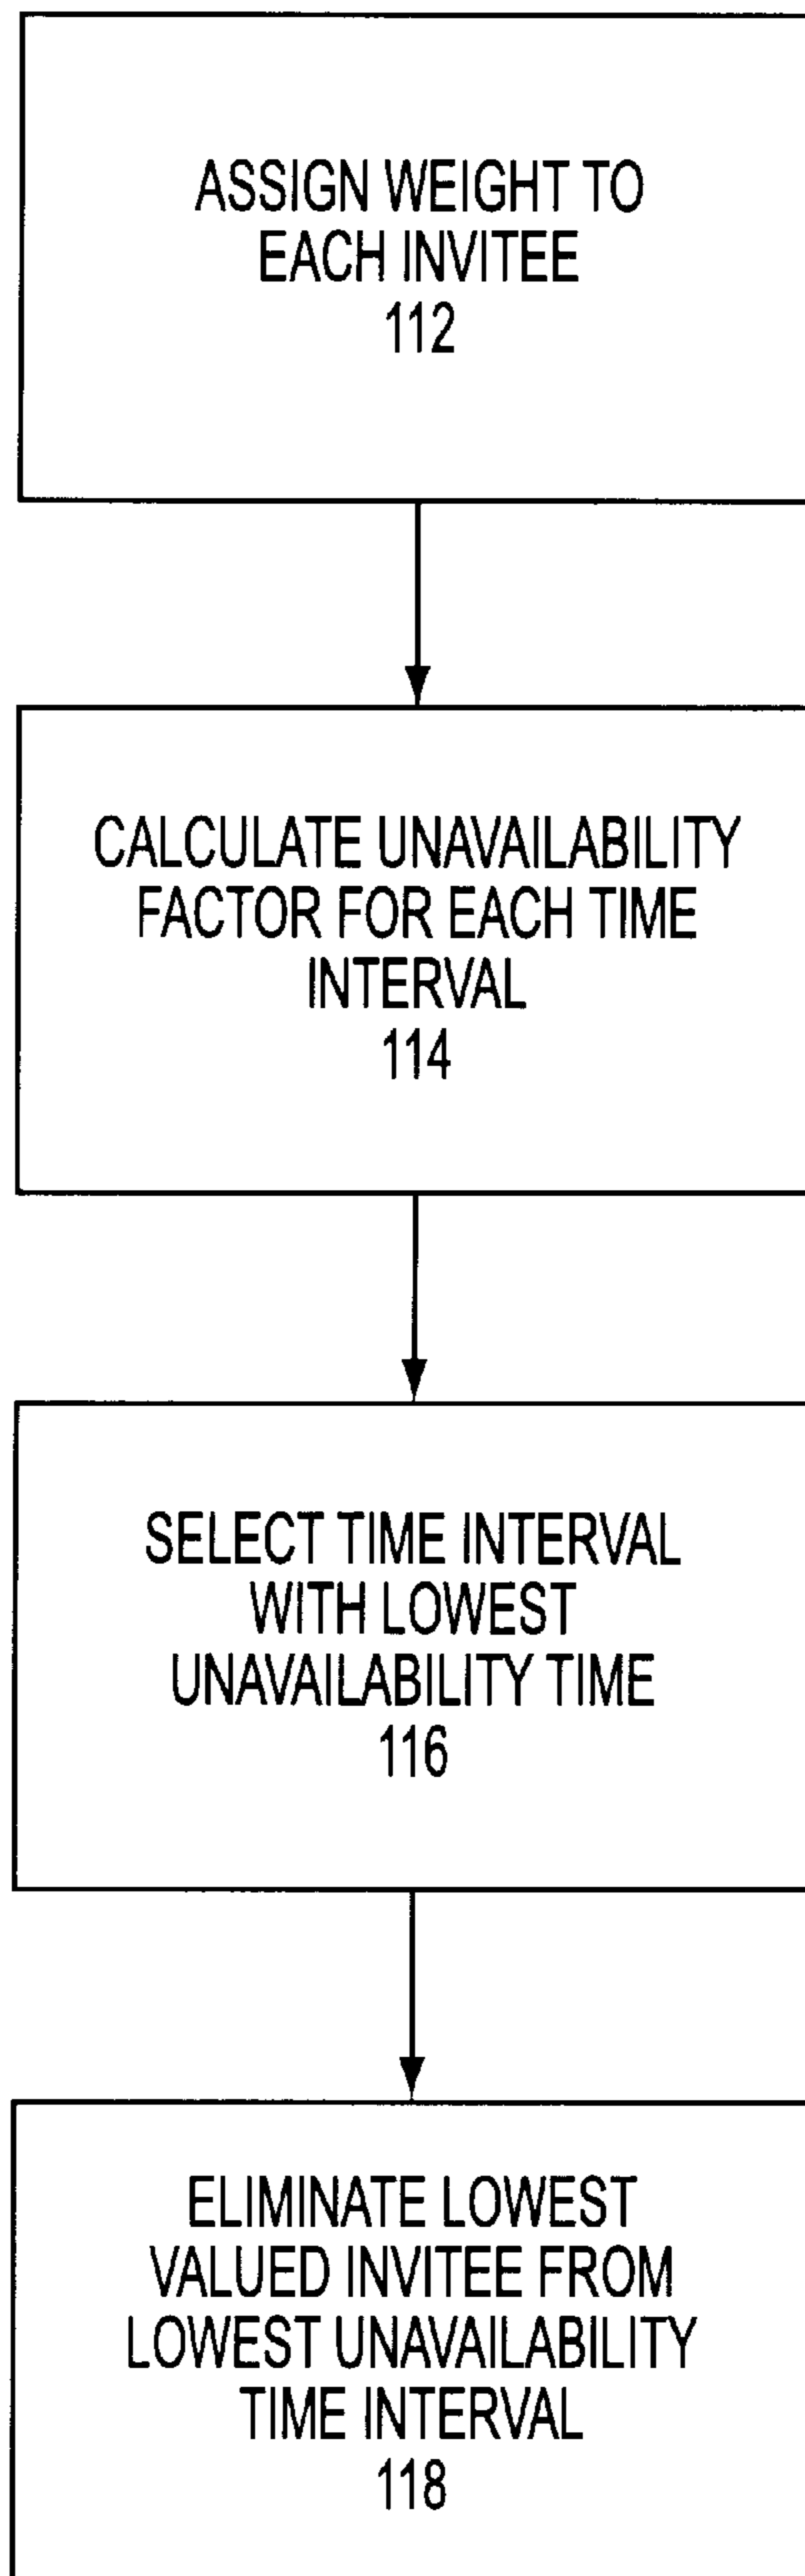 ASSIGN WEIGHT TO
EACH INVITEE
112
CALCULATE UNAVAILABILITY
FACTOR FOR EACH TIME
INTERVAL
114
SELECT TIME INTERVAL
WITH LOWEST
UNAVAILABILITY TIME
116
ELIMINATE LOWEST
VALUED INVITEE FROM
LOWEST UNAVAILABILITY
TIME INTERVAL
118